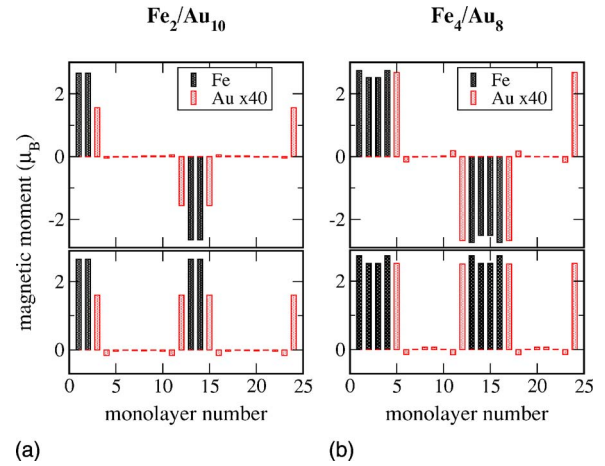 Fe2/Au10
Fe4/Au8
magnetic moment (μB)
2
0
-2
2
0
Fe
Au x40
0 5 10 15 20 25
monolayer number
(a)
2
0
-2
2
0
Fe
Au x40
0 5 10 15 20 25
monolayer number
(b)